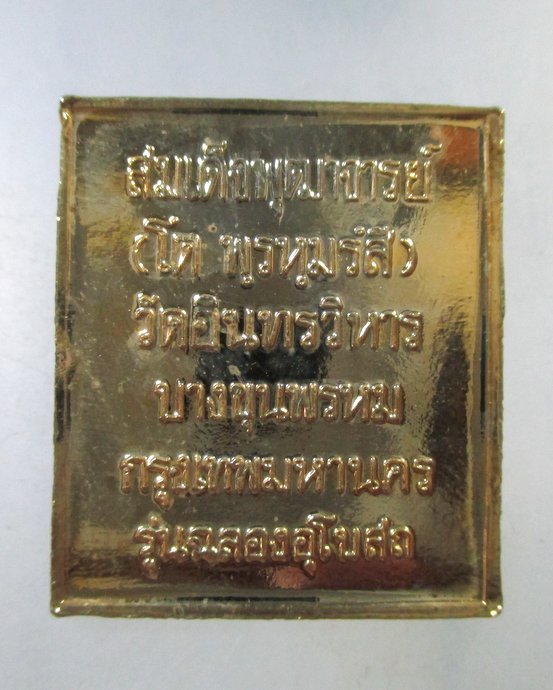 สมเด็จพุฒาจารย์
(โต พฺรหฺมรํสี)
วัดอินทรวิหาร
บางขุนพรหม
กรุงเทพมหานคร
รุ่นฉลองอุโบสถ